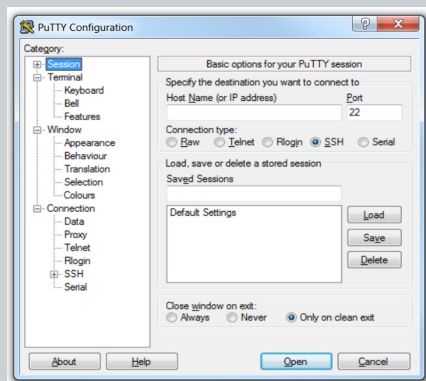 PuTTY Configuration
Category:
Session
Terminal
Keyboard
Bell
Features
Window
Appearance
Behaviour
Translation
Selection
Colours
Connection
Data
Proxy
Telnet
Rlogin
SSH
Serial
Basic options for your PuTTY session
Specify the destination you want to connect to
Host Name (or IP address) Port
22
Connection type:
Raw Telnet Rlogin SSH Serial
Load, save or delete a stored session
Saved Sessions
Default Settings
Load
Save
Delete
Close window on exit:
Always Never Only on clean exit
About Help Open Cancel